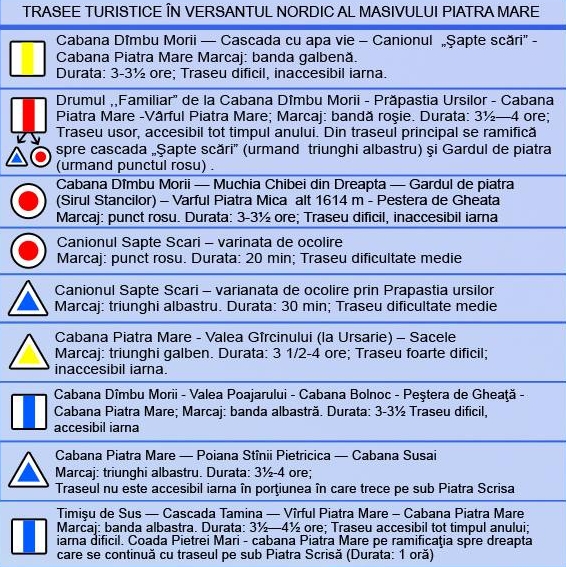 TRASEE TURISTICE ÎN VERSANTUL NORDIC AL MASIVULUI PIATRA MARE
Cabana Dîmbu Morii — Cascada cu apa vie – Canionul „Șapte scări" -
Cabana Piatra Mare Marcaj: banda galbenă.
Durata: 3-3½ ore; Traseu dificil, inaccesibil iarna.
Drumul ,,Familiar” de la Cabana Dîmbu Morii - Prăpastia Ursilor - Cabana
Piatra Mare -Vârful Piatra Mare; Marcaj: bandă roşie. Durata: 3½—4 ore;
Traseu usor, accesibil tot timpul anului. Din traseul principal se ramifică
spre cascada „Şapte scări” (urmand triunghi albastru) şi Gardul de piatra
(urmand punctul rosu) .
Cabana Dîmbu Morii — Muchia Chibei din Dreapta — Gardul de piatra
(Sirul Stancilor) – Varful Piatra Mica alt 1614 m - Pestera de Gheata
Marcaj: punct rosu. Durata: 3-3½ ore; Traseu dificil, inaccesibil iarna
Canionul Sapte Scari – varinata de ocolire
Marcaj: punct rosu. Durata: 20 min; Traseu dificultate medie
Canionul Sapte Scari – varianata de ocolire prin Prapastia ursilor
Marcaj: triunghi albastru. Durata: 30 min; Traseu dificultate medie
Cabana Piatra Mare - Valea Gîrcinului (la Ursarie) – Sacele
Marcaj: triunghi galben. Durata: 3 1/2-4 ore; Traseu foarte dificil;
inaccesibil iarna.
Cabana Dîmbu Morii - Valea Poajarului - Cabana Bolnoc - Peştera de Gheaţă -
Cabana Piatra Mare; Marcaj: banda albastră. Durata: 3-3½ Traseu dificil,
accesibil iarna
Cabana Piatra Mare — Poiana Stînii Pietricica — Cabana Susai
Marcaj: triunghi albastru. Durata: 3½-4 ore;
Traseul nu este accesibil iarna în porţiunea în care trece pe sub Piatra Scrisa
Timişu de Sus — Cascada Tamina — Vîrful Piatra Mare – Cabana Piatra Mare
Marcaj: banda albastra. Durata: 3½—4½ ore; Traseu accesibil tot timpul anului;
iarna dificil. Coada Pietrei Mari - cabana Piatra Mare pe ramificaţia spre dreapta
care se continuă cu traseul pe sub Piatra Scrisă (Durata: 1 oră)